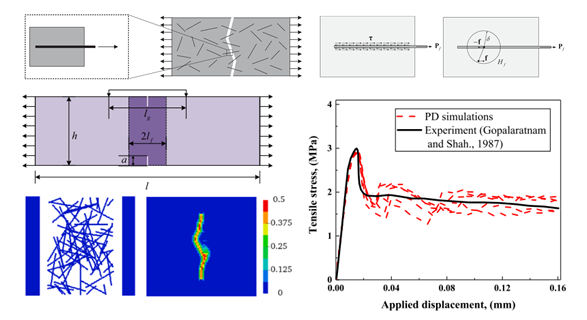 τ
P_f
-f
δ
f
H_f
P_f
h
l_g
2l_f
a
l
0.5
0.375
0.25
0.125
0
Tensile stress, (MPa)
4
3
2
1
0
PD simulations
Experiment (Gopalaratnam
and Shah., 1987)
0.00
0.04
0.08
0.12
0.16
Applied displacement, (mm)